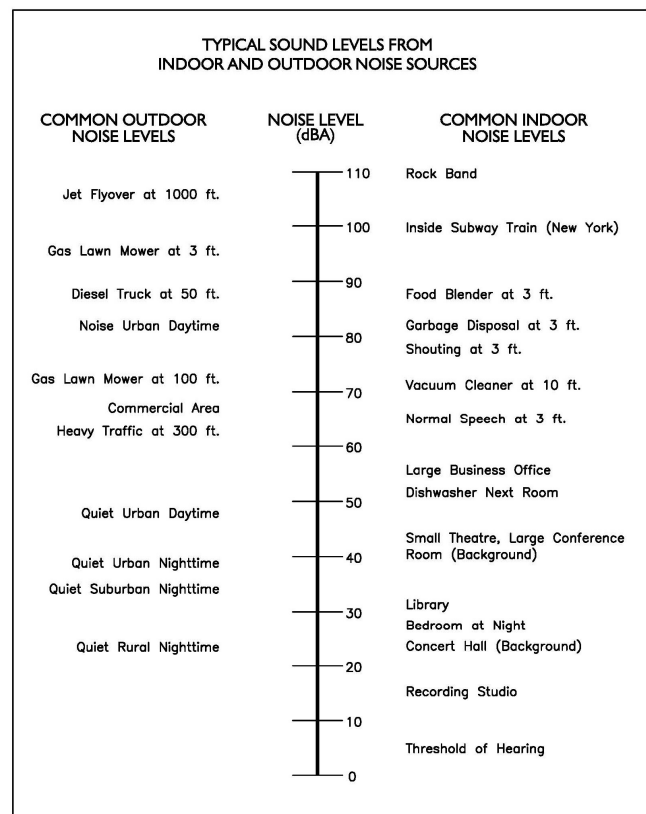 TYPICAL SOUND LEVELS FROM
INDOOR AND OUTDOOR NOISE SOURCES
COMMON OUTDOOR
NOISE LEVELS
NOISE LEVEL
(dBA)
COMMON INDOOR
NOISE LEVELS
110
Rock Band
Jet Flyover at 1000 ft.
100
Inside Subway Train (New York)
Gas Lawn Mower at 3 ft.
90
Diesel Truck at 50 ft.
Food Blender at 3 ft.
Noise Urban Daytime
Garbage Disposal at 3 ft.
80
Shouting at 3 ft.
Gas Lawn Mower at 100 ft.
Vacuum Cleaner at 10 ft.
70
Commercial Area
Normal Speech at 3 ft.
Heavy Traffic at 300 ft.
60
Large Business Office
Dishwasher Next Room
50
Quiet Urban Daytime
Small Theatre, Large Conference
Room (Background)
40
Quiet Urban Nighttime
Quiet Suburban Nighttime
Library
30
Bedroom at Night
Quiet Rural Nighttime
Concert Hall (Background)
20
Recording Studio
10
Threshold of Hearing
0